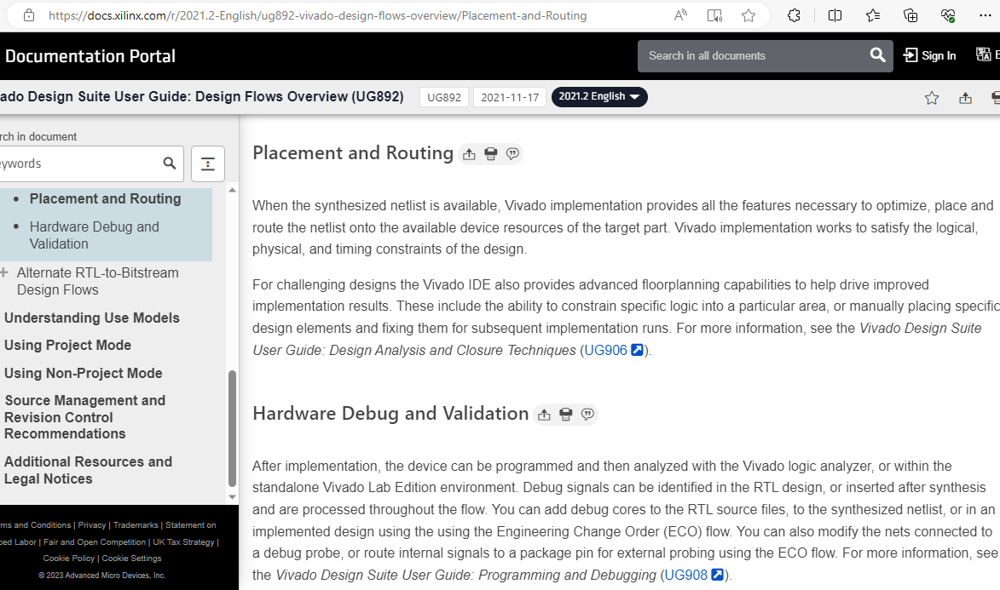 https://docs.xilinx.com/r/2021.2-English/ug892-vivado-design-flows-overview/Placement-and-Routing
Documentation Portal
Search in all documents
Sign In
Design Suite User Guide: Design Flows Overview (UG892)
UG892
2021-11-17
2021.2 English
in document
Placement and Routing
Hardware Debug and
Validation
Alternate RTL-to-Bitstream
Design Flows
Understanding Use Models
Using Project Mode
Using Non-Project Mode
Source Management and
Revision Control
Recommendations
Additional Resources and
Legal Notices
and Conditions | Privacy | Trademarks | Statement on
Labor | Fair and Open Competition | UK Tax Strategy |
Cookie Policy | Cookie Settings
© 2023 Advanced Micro Devices, Inc.
Placement and Routing
When the synthesized netlist is available, Vivado implementation provides all the features necessary to optimize, place and
route the netlist onto the available device resources of the target part. Vivado implementation works to satisfy the logical,
physical, and timing constraints of the design.
For challenging designs the Vivado IDE also provides advanced floorplanning capabilities to help drive improved
implementation results. These include the ability to constrain specific logic into a particular area, or manually placing specific
design elements and fixing them for subsequent implementation runs. For more information, see the Vivado Design Suite
User Guide: Design Analysis and Closure Techniques (UG906).
Hardware Debug and Validation
After implementation, the device can be programmed and then analyzed with the Vivado logic analyzer, or within the
standalone Vivado Lab Edition environment. Debug signals can be identified in the RTL design, or inserted after synthesis
and are processed throughout the flow. You can add debug cores to the RTL source files, to the synthesized netlist, or in an
implemented design using the using the Engineering Change Order (ECO) flow. You can also modify the nets connected to
a debug probe, or route internal signals to a package pin for external probing using the ECO flow. For more information, see
the Vivado Design Suite User Guide: Programming and Debugging (UG908).